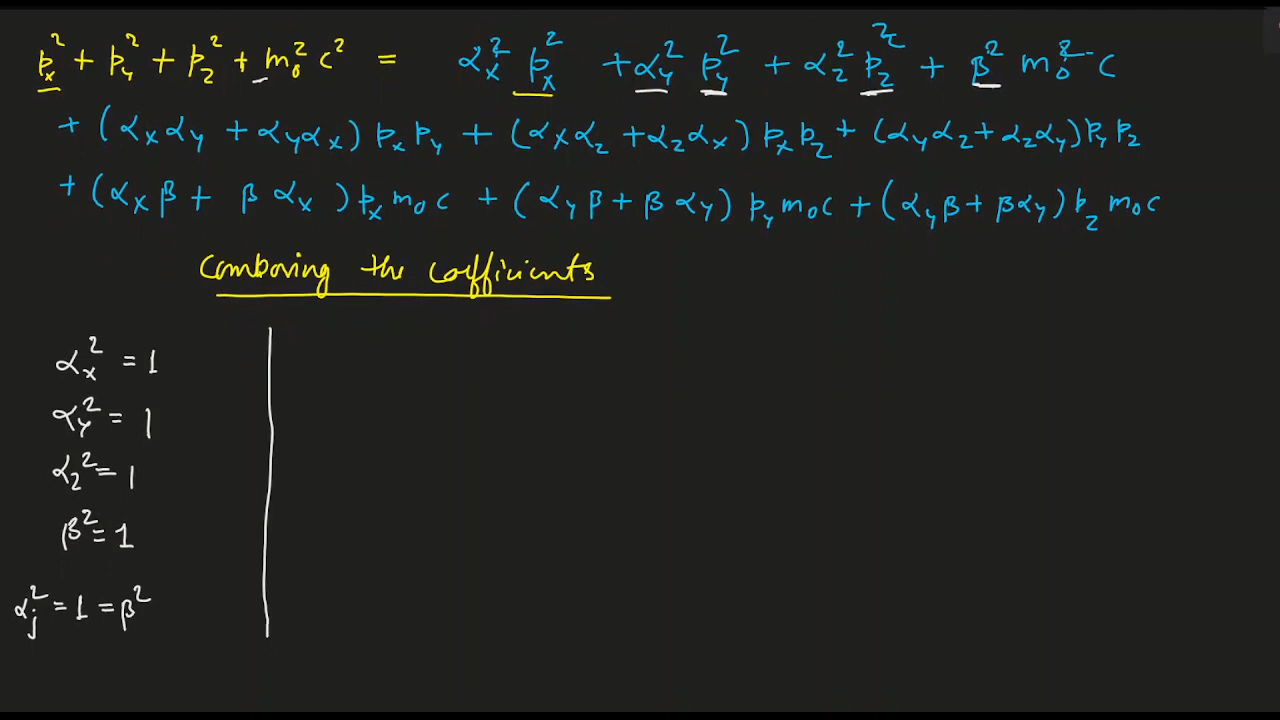 p_x^2 + p_y^2 + p_z^2 + m_0^2 c^2 = α_x^2 p_x^2 + α_y^2 p_y^2 + α_z^2 p_z^2 + β^2 m_0^2 c^2
+ (α_x α_y + α_y α_x) p_x p_y + (α_x α_z + α_z α_x) p_x p_z + (α_y α_z + α_z α_y) p_y p_z
+ (α_x β + β α_x) p_x m_0 c + (α_y β + β α_y) p_y m_0 c + (α_y β + β α_y) p_z m_0 c
Comparing the coefficients
α_x^2 = 1
α_y^2 = 1
α_z^2 = 1
β^2 = 1
α_j^2 = 1 = β^2